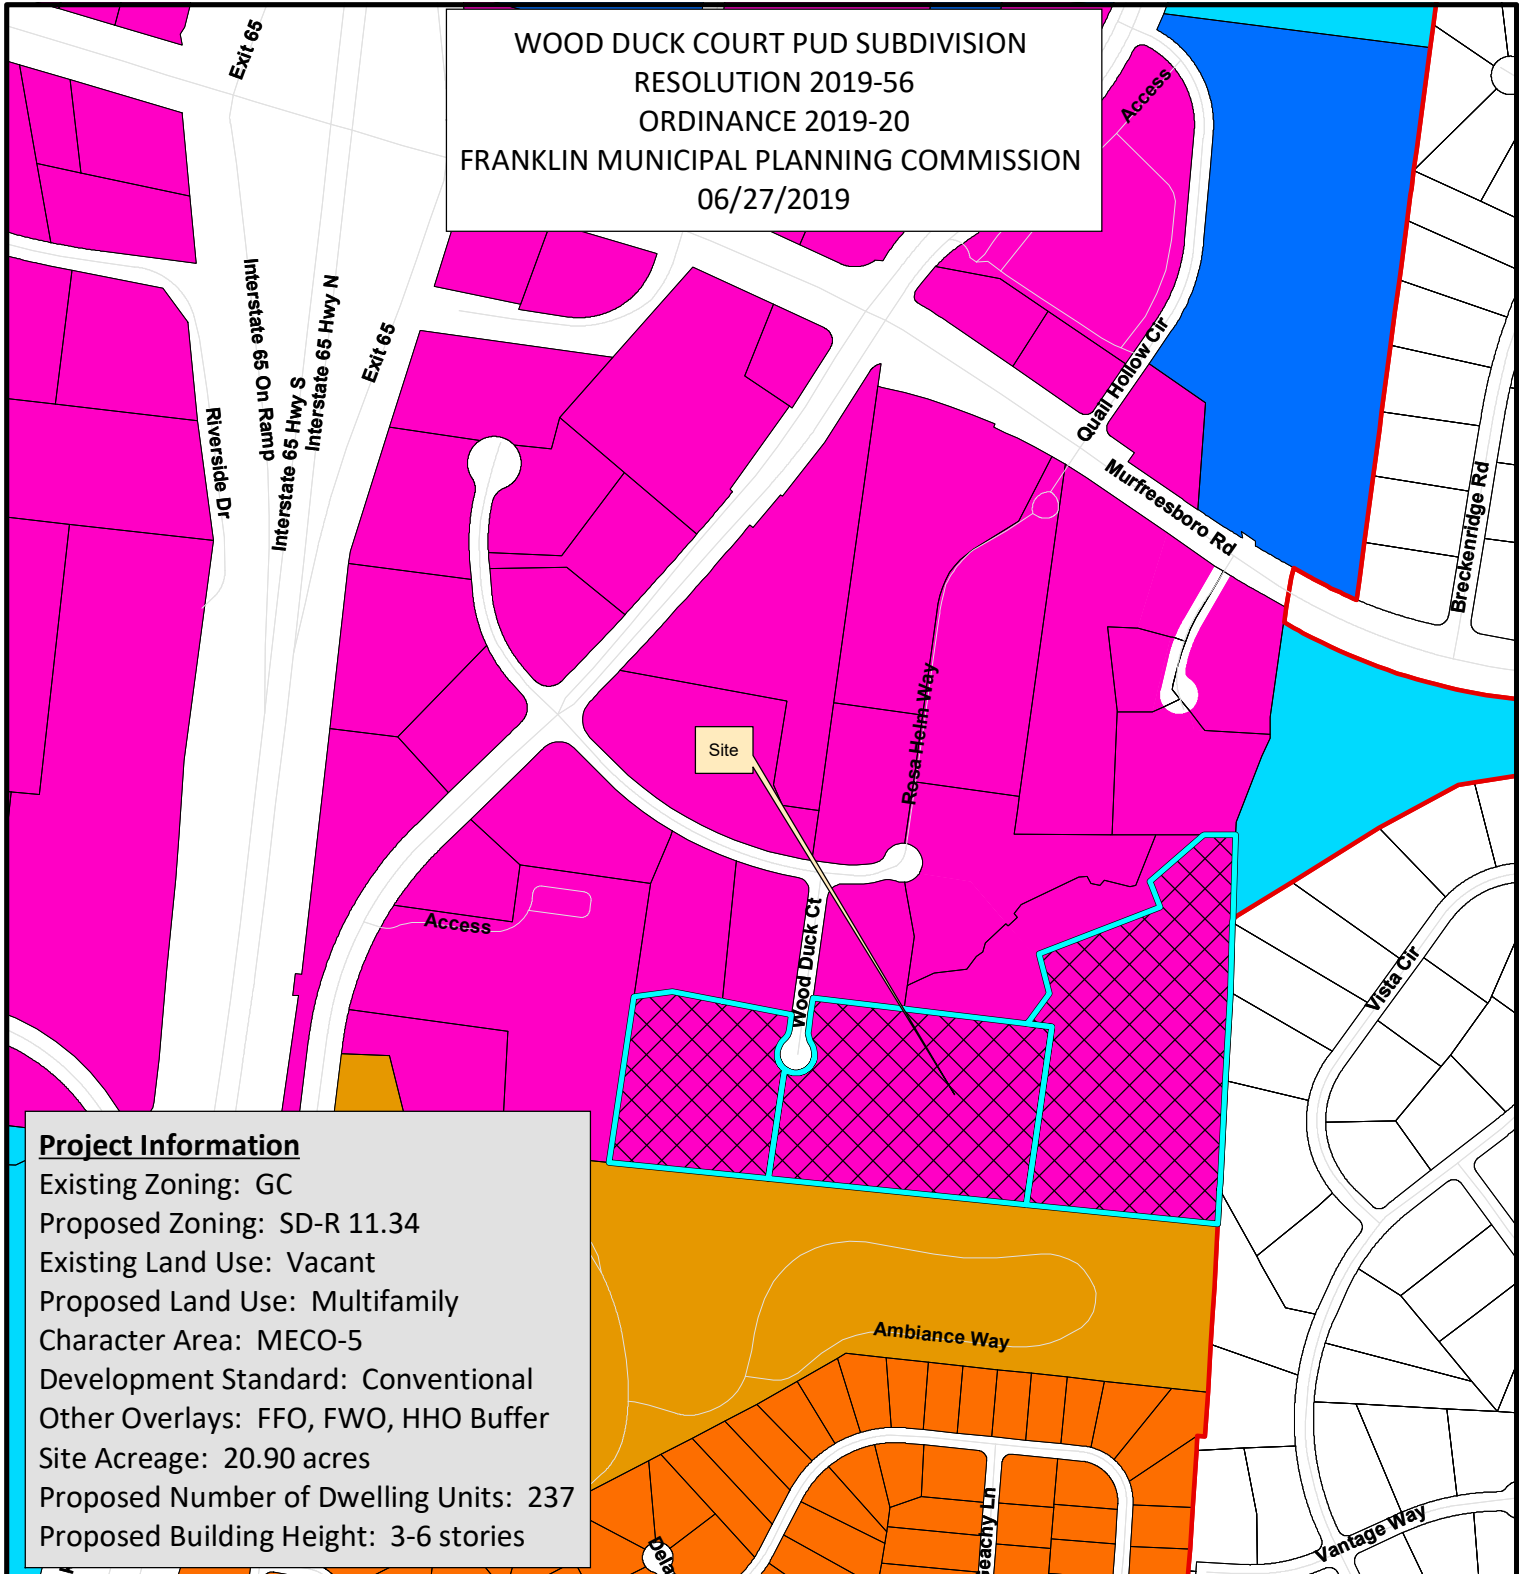 WOOD DUCK COURT PUD SUBDIVISION
RESOLUTION 2019-56
ORDINANCE 2019-20
FRANKLIN MUNICIPAL PLANNING COMMISSION
06/27/2019
Exit 65
Access
Interstate 65 On Ramp
Interstate 65 Hwy S
Interstate 65 Hwy N
Exit 65
Riverside Dr
Quail Hollow Cir
Murfreesboro Rd
Breckenridge Rd
Resa Helm Way
Site
Access
Wood Duck Ct
Vista Cir
Project Information
Existing Zoning: GC
Proposed Zoning: SD-R 11.34
Existing Land Use: Vacant
Proposed Land Use: Multifamily
Character Area: MECO-5
Development Standard: Conventional
Other Overlays: FFO, FWO, HHO Buffer
Site Acreage: 20.90 acres
Proposed Number of Dwelling Units: 237
Proposed Building Height: 3-6 stories
Ambiance Way
Vantage Way